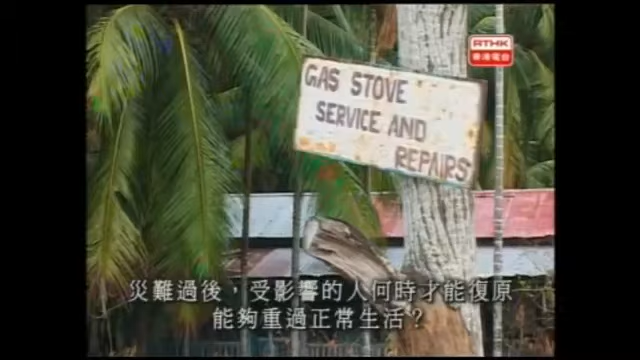 RTHK
香港電台
GAS STOVE
SERVICE AND
REPAIRS
災難過後，受影響的人何時才能復原
能夠重過正常生活？